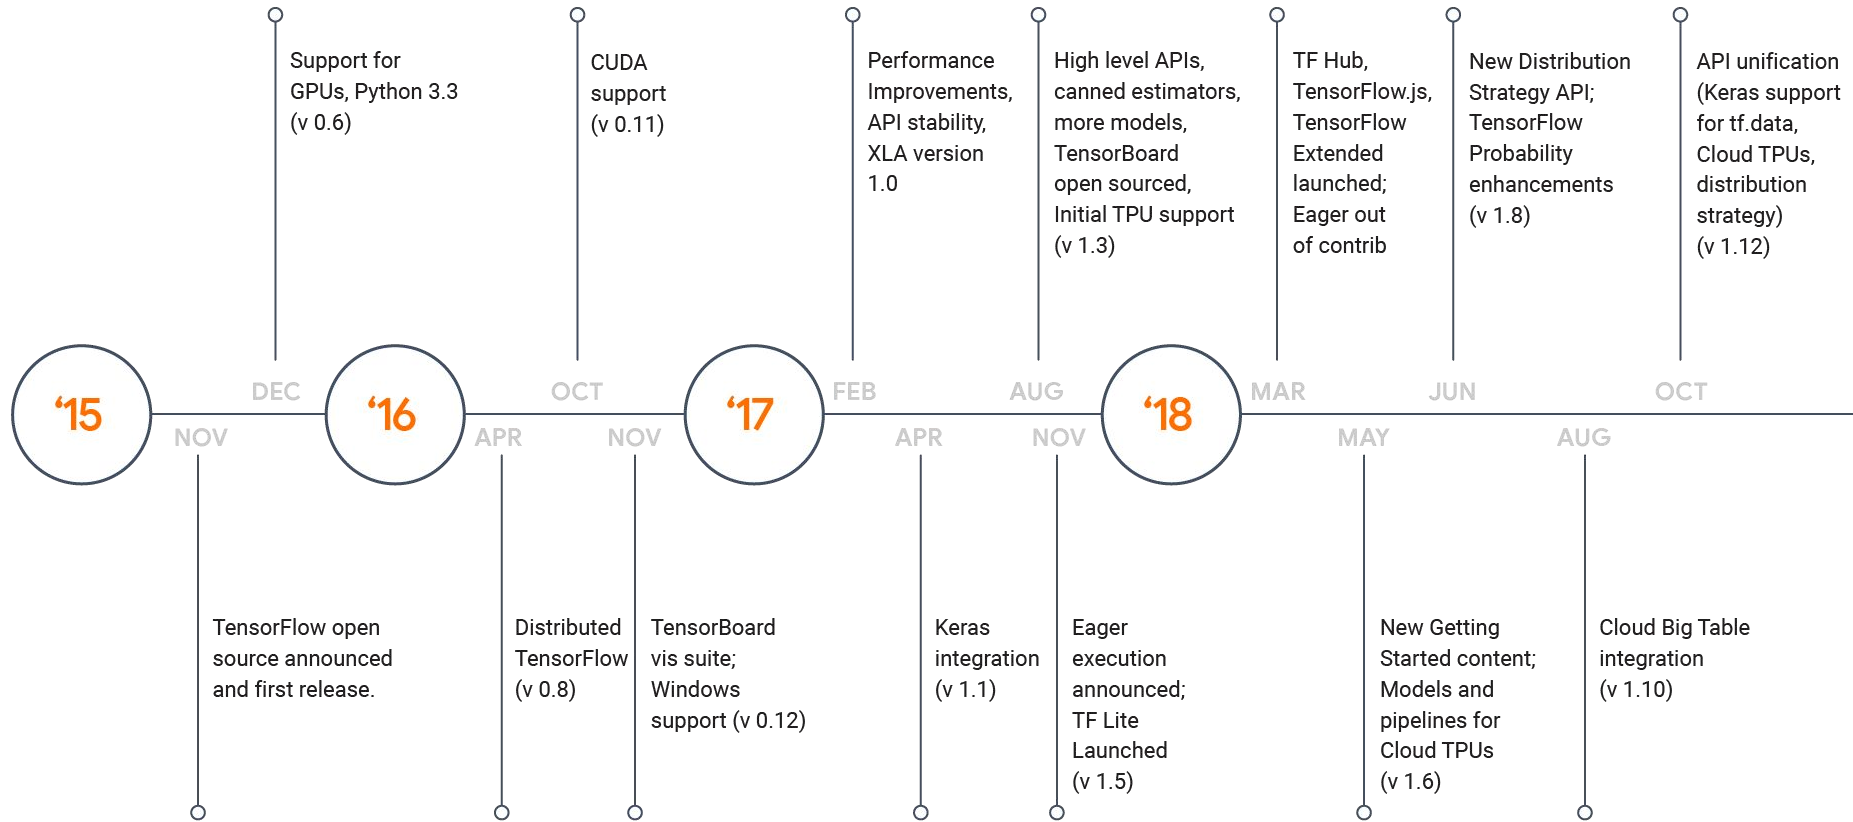 Support for
GPUs, Python 3.3
(v 0.6)
CUDA
support
(v 0.11)
Performance
Improvements,
API stability,
XLA version
1.0
High level APIs,
canned estimators,
more models,
TensorBoard
open sourced,
Initial TPU support
(v 1.3)
TF Hub,
TensorFlow.js,
TensorFlow
Extended
launched;
Eager out
of contrib
New Distribution
Strategy API;
TensorFlow
Probability
enhancements
(v 1.8)
API unification
(Keras support
for tf.data,
Cloud TPUs,
distribution
strategy)
(v 1.12)
‘15
NOV
DEC
‘16
APR
OCT
NOV
‘17
FEB
APR
AUG
NOV
‘18
MAR
MAY
JUN
AUG
OCT
TensorFlow open
source announced
and first release.
Distributed
TensorFlow
(v 0.8)
TensorBoard
vis suite;
Windows
support (v 0.12)
Keras
integration
(v 1.1)
Eager
execution
announced;
TF Lite
Launched
(v 1.5)
New Getting
Started content;
Models and
pipelines for
Cloud TPUs
(v 1.6)
Cloud Big Table
integration
(v 1.10)